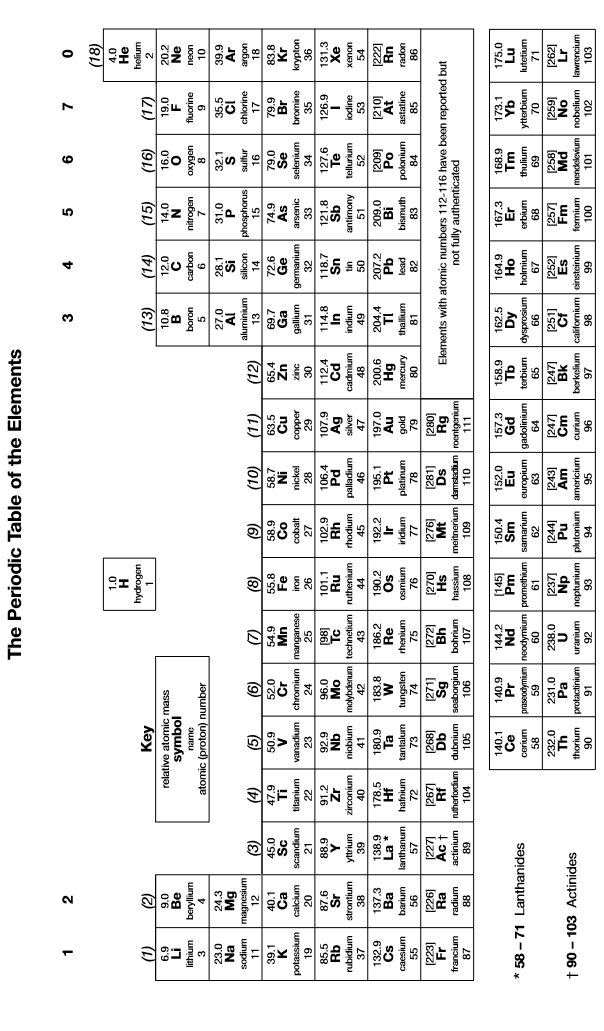 The Periodic Table of the Elements
1 2 3 4 5 6 7 0
(18)
1.0 4.0
H He
hydrogen helium
1 2
(1) (2) Key (13) (14) (15) (16) (17)
6.9 9.0 relative atomic mass 10.8 12.0 14.0 16.0 19.0 20.2
Li Be symbol B C N O F Ne
lithium beryllium name boron carbon nitrogen oxygen fluorine neon
3 4 atomic (proton) number 5 6 7 8 9 10
23.0 24.3 27.0 28.1 31.0 32.1 35.5 39.9
Na Mg Al Si P S Cl Ar
sodium magnesium aluminium silicon phosphorus sulfur chlorine argon
11 12 13 14 15 16 17 18
(3) (4) (5) (6) (7) (8) (9) (10) (11) (12)
39.1 40.1 45.0 47.9 50.9 52.0 54.9 55.8 58.9 58.7 63.5 65.4 69.7 72.6 74.9 79.0 79.9 83.8
K Ca Sc Ti V Cr Mn Fe Co Ni Cu Zn Ga Ge As Se Br Kr
potassium calcium scandium titanium vanadium chromium manganese iron cobalt nickel copper zinc gallium germanium arsenic selenium bromine krypton
19 20 21 22 23 24 25 26 27 28 29 30 31 32 33 34 35 36
85.5 87.6 88.9 91.2 92.9 96.0 [98] 101.1 102.9 106.4 107.9 112.4 114.8 118.7 121.8 127.6 126.9 131.3
Rb Sr Y Zr Nb Mo Tc Ru Rh Pd Ag Cd In Sn Sb Te I Xe
rubidium strontium yttrium zirconium niobium molybdenum technetium ruthenium rhodium palladium silver cadmium indium tin antimony tellurium iodine xenon
37 38 39 40 41 42 43 44 45 46 47 48 49 50 51 52 53 54
132.9 137.3 138.9 178.5 180.9 183.8 186.2 190.2 192.2 195.1 197.0 200.6 204.4 207.2 209.0 [209] [210] [222]
Cs Ba La * Hf Ta W Re Os Ir Pt Au Hg Tl Pb Bi Po At Rn
caesium barium lanthanum hafnium tantalum tungsten rhenium osmium iridium platinum gold mercury thallium lead bismuth polonium astatine radon
55 56 57 72 73 74 75 76 77 78 79 80 81 82 83 84 85 86
[223] [226] [227] [267] [268] [271] [272] [270] [276] [281] [280]
Fr Ra Ac † Rf Db Sg Bh Hs Mt Ds Rg
francium radium actinium rutherfordium dubnium seaborgium bohrium hassium meitnerium darmstadtium roentgenium
87 88 89 104 105 106 107 108 109 110 111
Elements with atomic numbers 112-116 have been reported but
not fully authenticated
* 58 – 71 Lanthanides
140.1 140.9 144.2 [145] 150.4 152.0 157.3 158.9 162.5 164.9 167.3 168.9 173.1 175.0
Ce Pr Nd Pm Sm Eu Gd Tb Dy Ho Er Tm Yb Lu
cerium praseodymium neodymium promethium samarium europium gadolinium terbium dysprosium holmium erbium thulium ytterbium lutetium
58 59 60 61 62 63 64 65 66 67 68 69 70 71
† 90 – 103 Actinides
232.0 231.0 238.0 [237] [244] [243] [247] [247] [251] [252] [257] [258] [259] [262]
Th Pa U Np Pu Am Cm Bk Cf Es Fm Md No Lr
thorium protactinium uranium neptunium plutonium americium curium berkelium californium einsteinium fermium mendelevium nobelium lawrencium
90 91 92 93 94 95 96 97 98 99 100 101 102 103